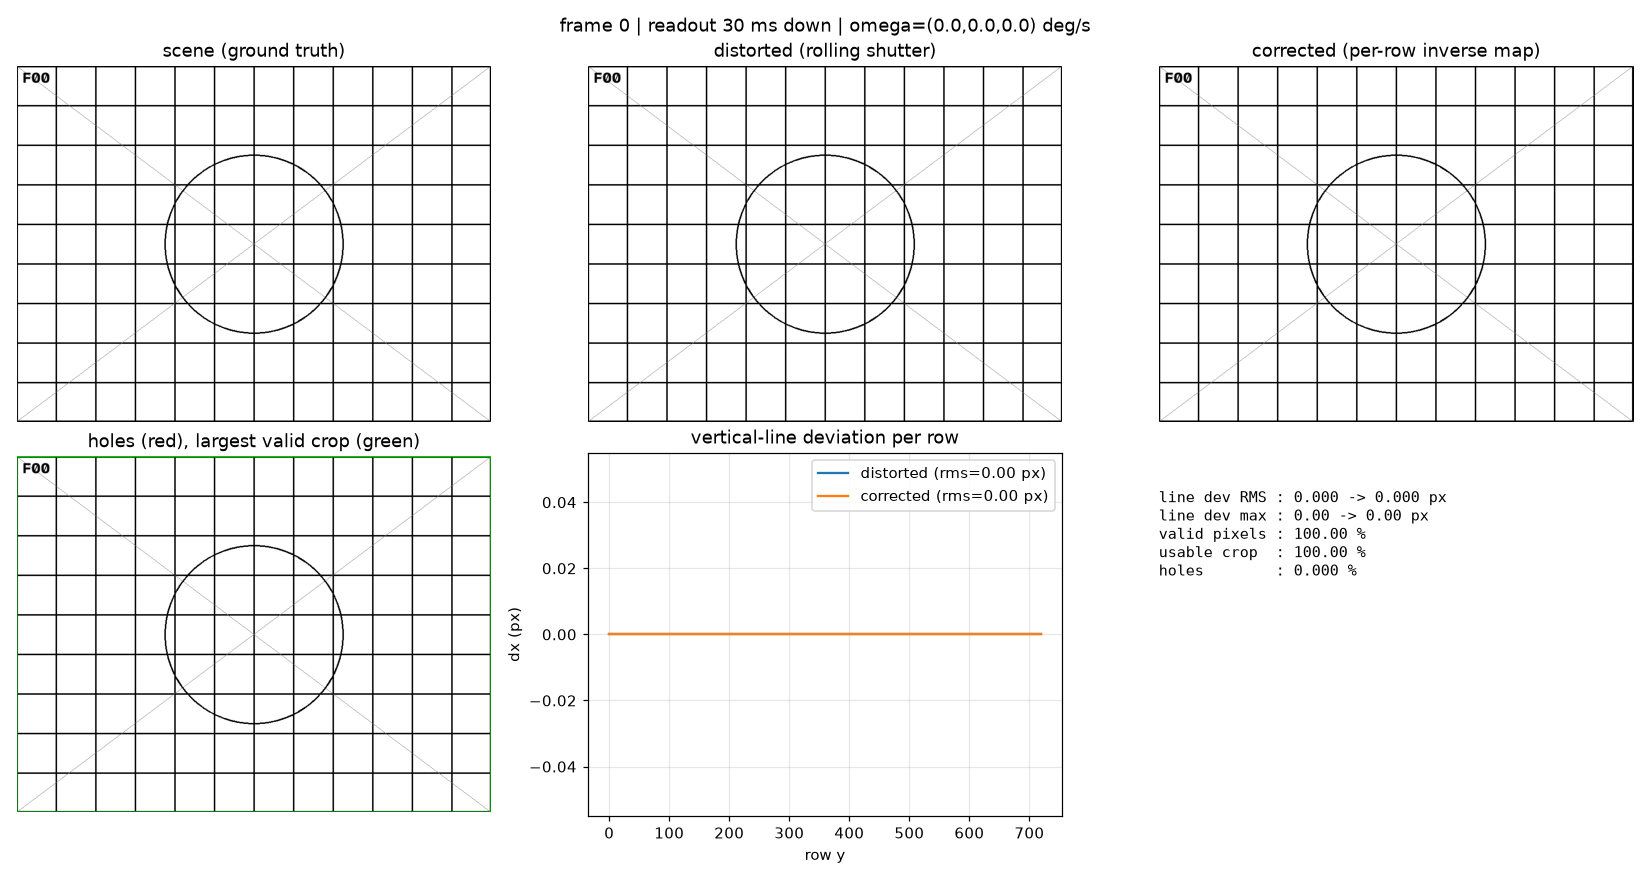 frame 0 | readout 30 ms down | omega=(0.0,0.0,0.0) deg/s
scene (ground truth)
distorted (rolling shutter)
corrected (per-row inverse map)
F00
F00
F00
holes (red), largest valid crop (green)
F00
vertical-line deviation per row
distorted (rms=0.00 px)
corrected (rms=0.00 px)
0.04
0.02
0.00
−0.02
−0.04
dx (px)
0 100 200 300 400 500 600 700
row y
line dev RMS : 0.000 -> 0.000 px
line dev max : 0.00 -> 0.00 px
valid pixels : 100.00 %
usable crop  : 100.00 %
holes        : 0.000 %